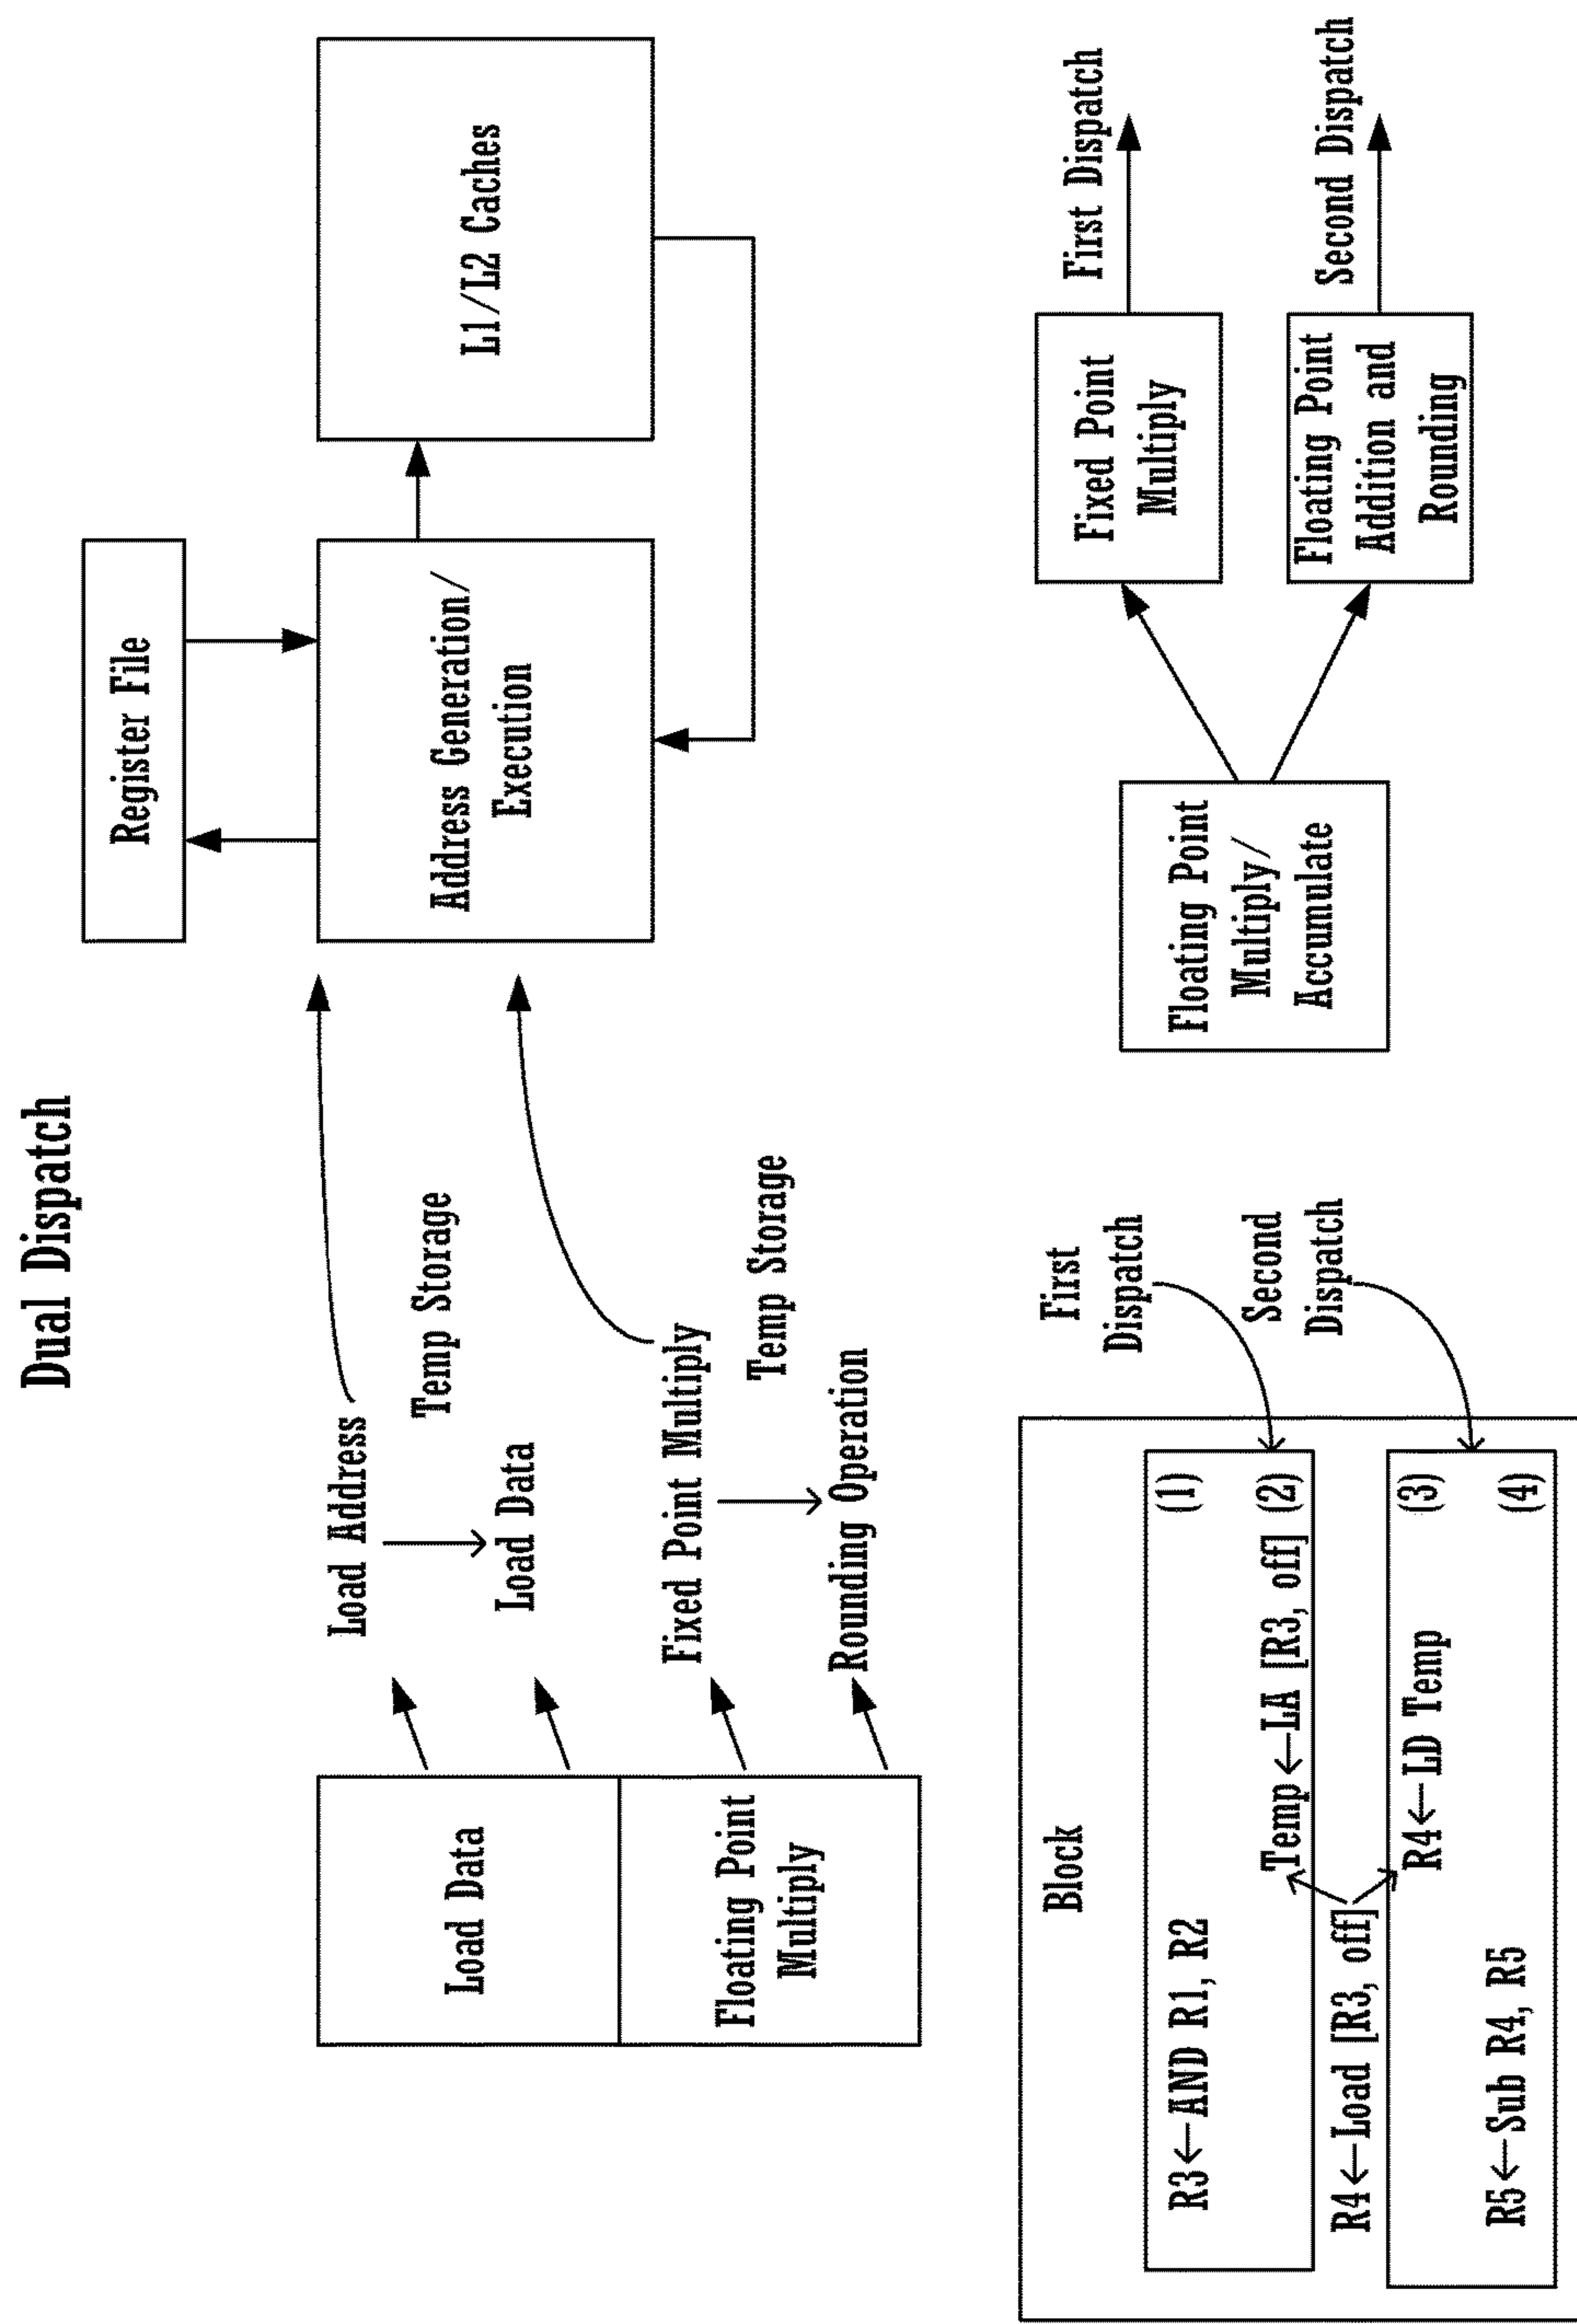 Dual Dispatch
Register File
Load Data
Floating Point
Multiply
Load Address
Temp Storage
Load Data
Fixed Point Multiply
Temp Storage
Rounding Operation
Address Generation/
Execution
L1/L2 Caches
Block
R3←AND R1, R2 (1)
Temp←LA [R3, off] (2)
R4←Load [R3, off]
R4←LD Temp (3)
R5←Sub R4, R5 (4)
First
Dispatch
Second
Dispatch
Floating Point
Multiply/
Accumulate
Fixed Point
Multiply
First Dispatch
Floating Point
Addition and
Rounding
Second Dispatch